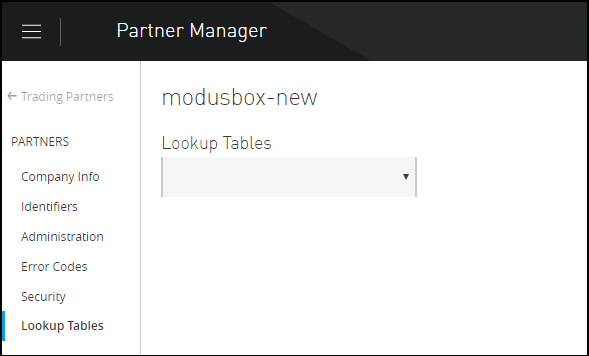 Partner Manager
← Trading Partners
PARTNERS
Company Info
Identifiers
Administration
Error Codes
Security
Lookup Tables
modusbox-new
Lookup Tables